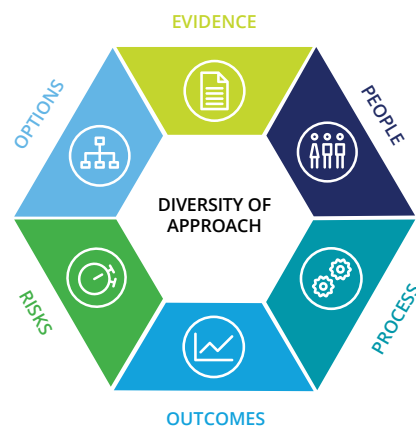 EVIDENCE
OPTIONS
PEOPLE
DIVERSITY OF
APPROACH
RISKS
PROCESS
OUTCOMES